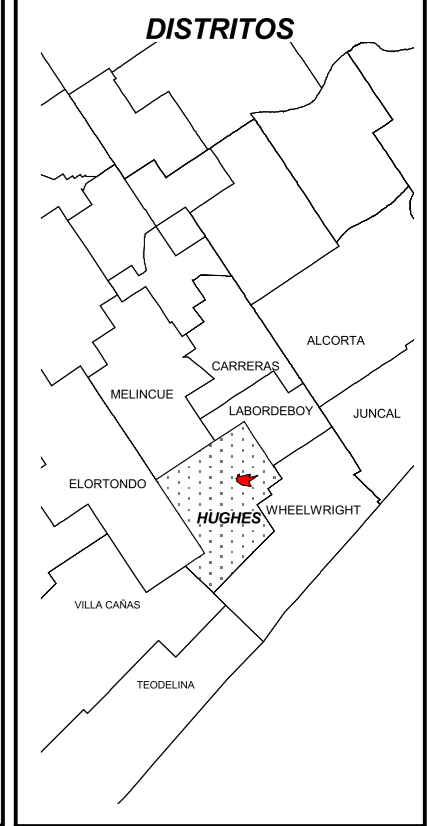 DISTRITOS
ALCORTA
CARRERAS
MELINCUE
LABORDEBOY
JUNCAL
ELORTONDO
HUGHES
WHEELWRIGHT
VILLA CAÑAS
TEODELINA